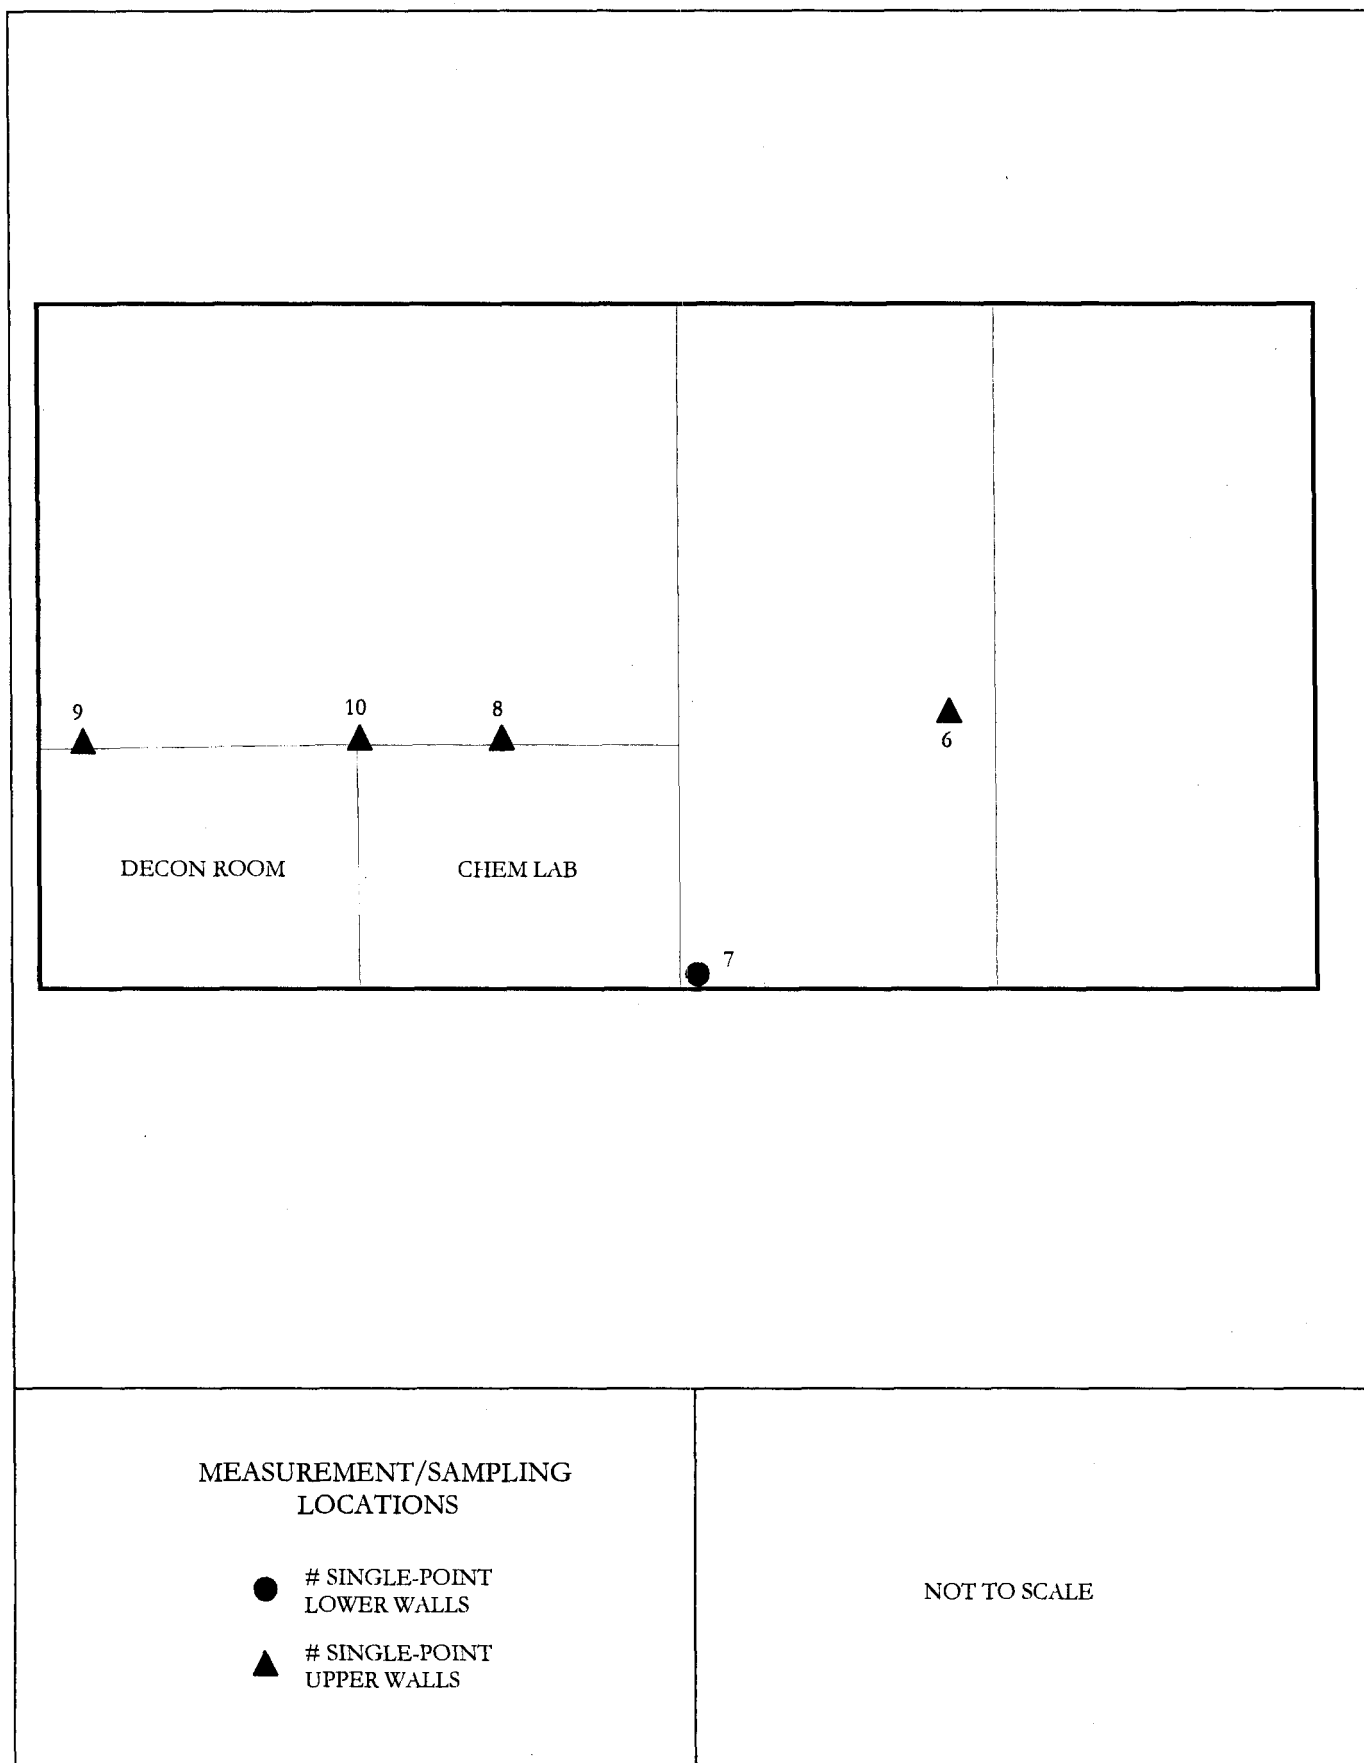 9
10
8
6
DECON ROOM
CHEM LAB
7
MEASUREMENT/SAMPLING
LOCATIONS
# SINGLE-POINT
LOWER WALLS
# SINGLE-POINT
UPPER WALLS
NOT TO SCALE